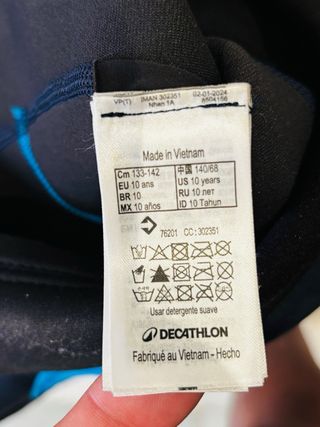 VP(T) IMAN 302351 02-01-2024
Nhan 1A 8504156
Made in Vietnam
Cm 133-142 中国 140/68
EU 10 ans US 10 years
BR 10 RU 10 лет
MX 10 años ID 10 Tahun
76201 CC: 302351
Usar detergente suave
DECATHLON
Fabriqué au Vietnam - Hecho